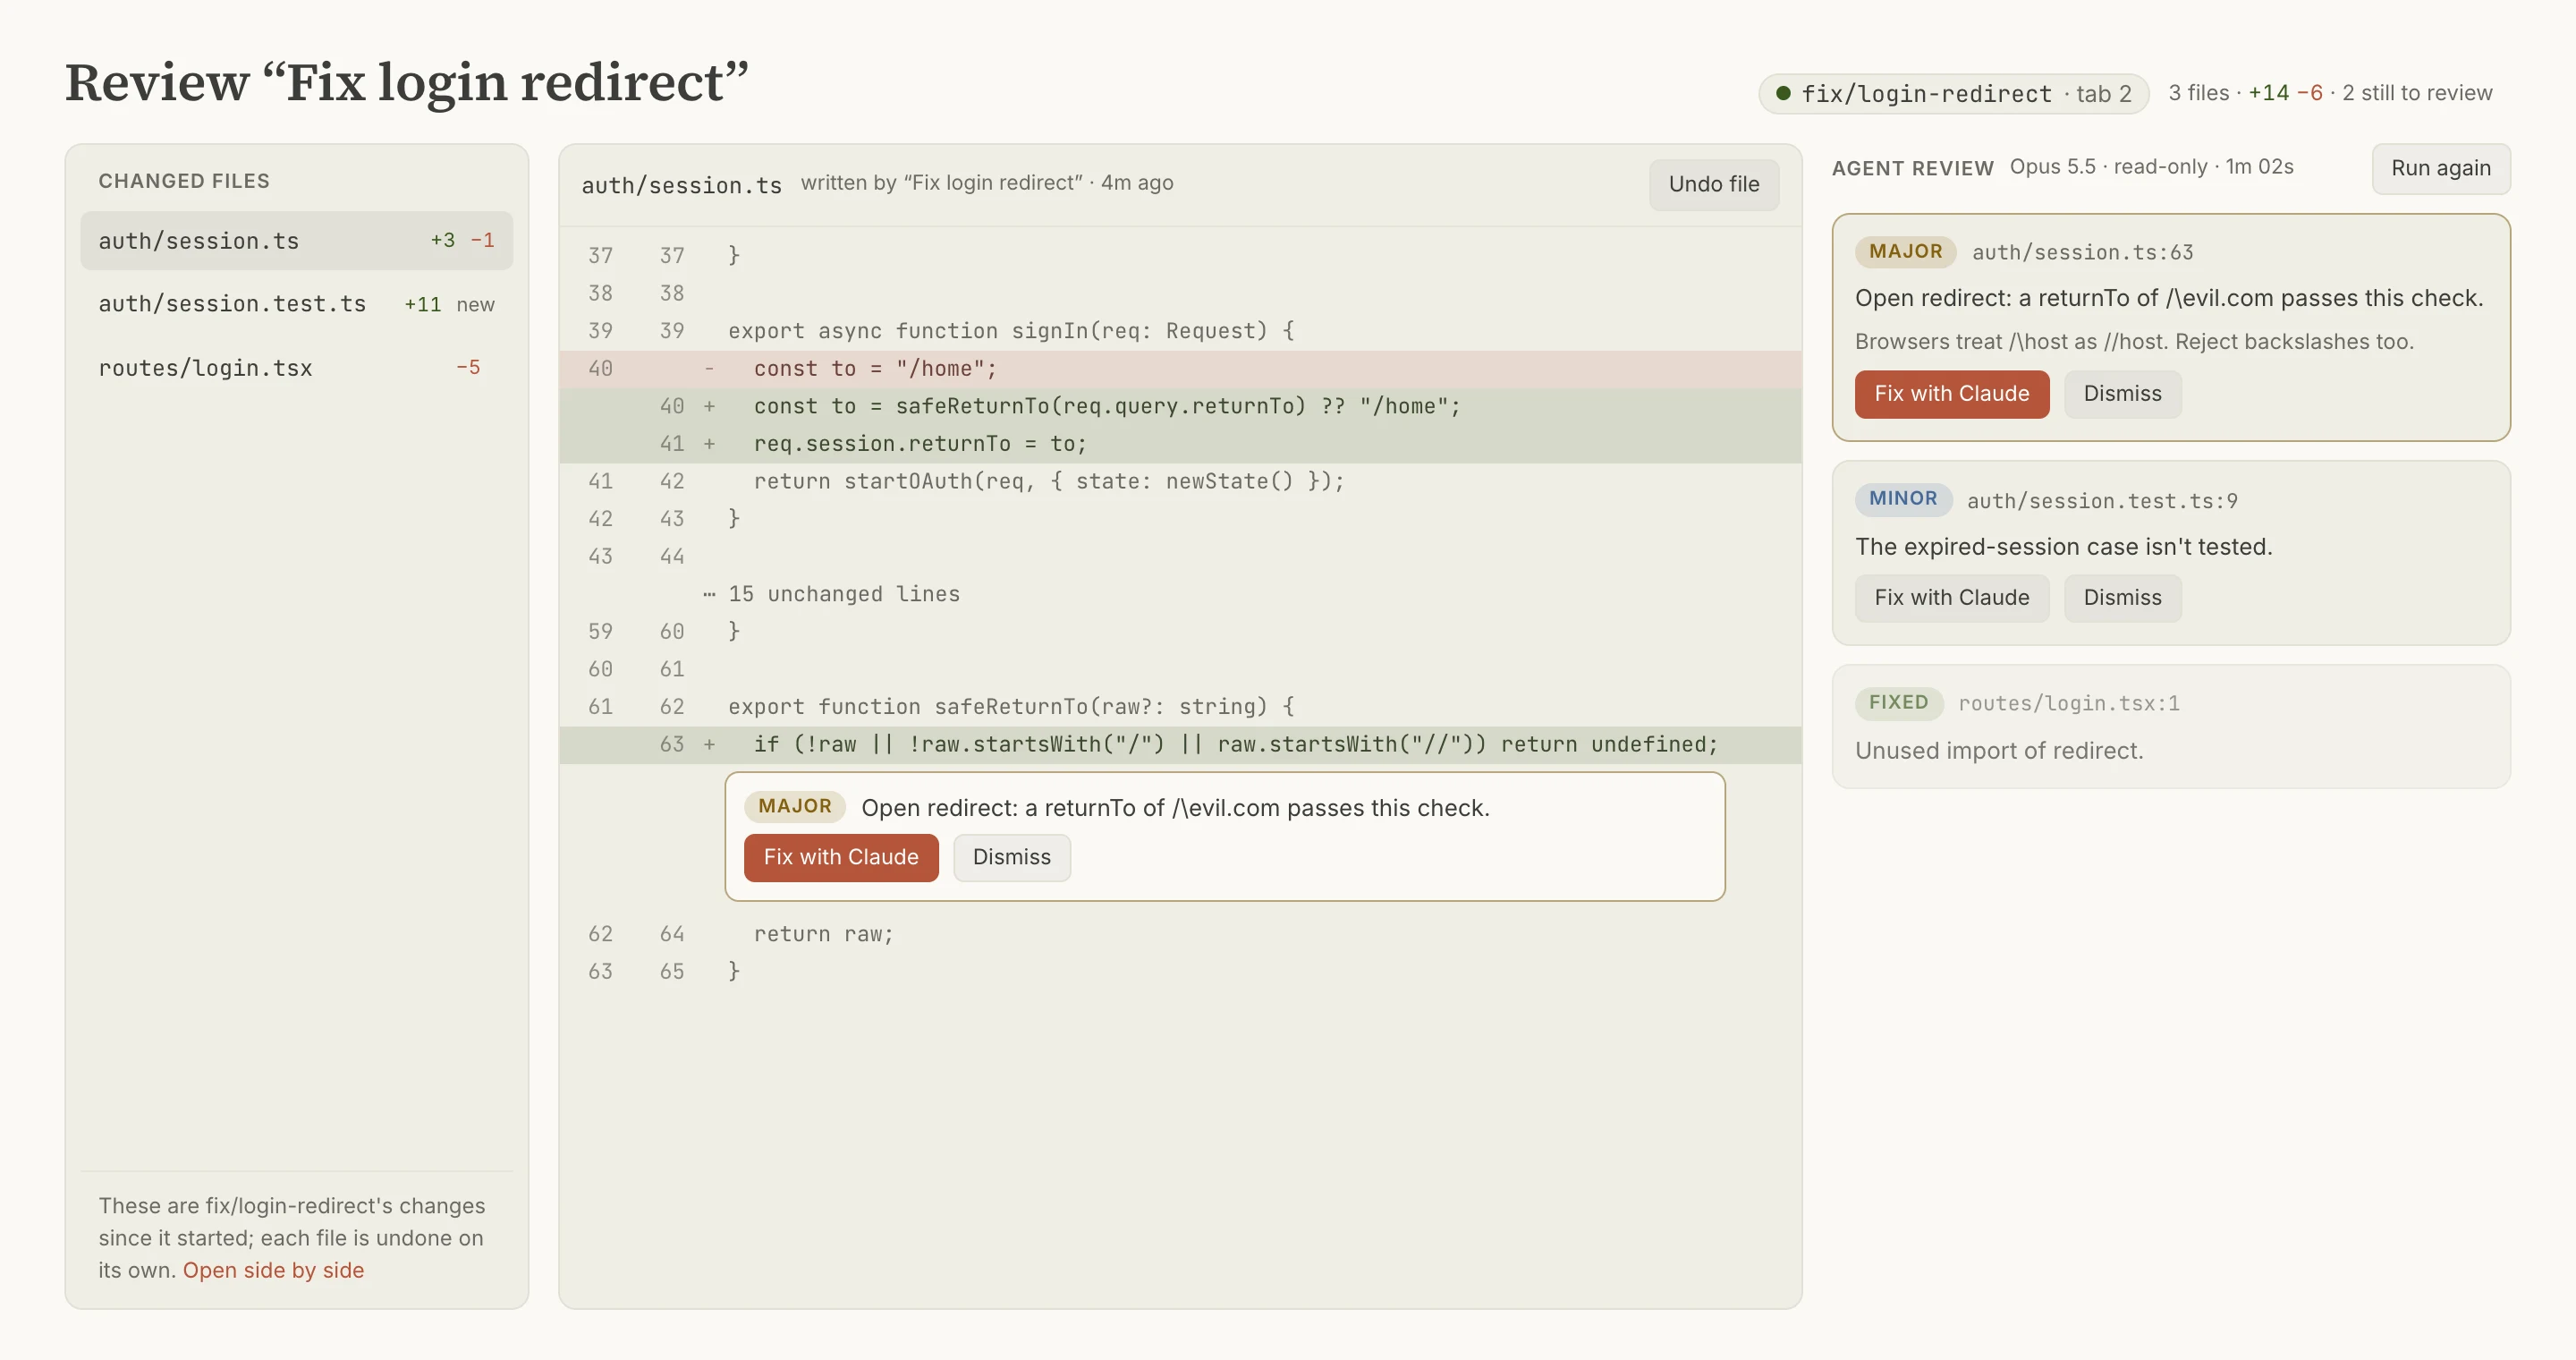 Review “Fix login redirect”
fix/login-redirect · tab 2
3 files · +14 −6 · 2 still to review
CHANGED FILES
auth/session.ts +3 −1
auth/session.test.ts +11 new
routes/login.tsx −5
These are fix/login-redirect's changes
since it started; each file is undone on
its own. Open side by side
auth/session.ts written by “Fix login redirect” · 4m ago
Undo file
37 37 }
38 38
39 39 export async function signIn(req: Request) {
40 - const to = "/home";
40 + const to = safeReturnTo(req.query.returnTo) ?? "/home";
41 + req.session.returnTo = to;
41 42 return startOAuth(req, { state: newState() });
42 43 }
43 44
⋯ 15 unchanged lines
59 60 }
60 61
61 62 export function safeReturnTo(raw?: string) {
63 + if (!raw || !raw.startsWith("/") || raw.startsWith("//")) return undefined;
MAJOR Open redirect: a returnTo of /\evil.com passes this check.
Fix with Claude Dismiss
62 64 return raw;
63 65 }
AGENT REVIEW Opus 5.5 · read-only · 1m 02s
Run again
MAJOR auth/session.ts:63
Open redirect: a returnTo of /\evil.com passes this check.
Browsers treat /\host as //host. Reject backslashes too.
Fix with Claude Dismiss
MINOR auth/session.test.ts:9
The expired-session case isn't tested.
Fix with Claude Dismiss
FIXED routes/login.tsx:1
Unused import of redirect.